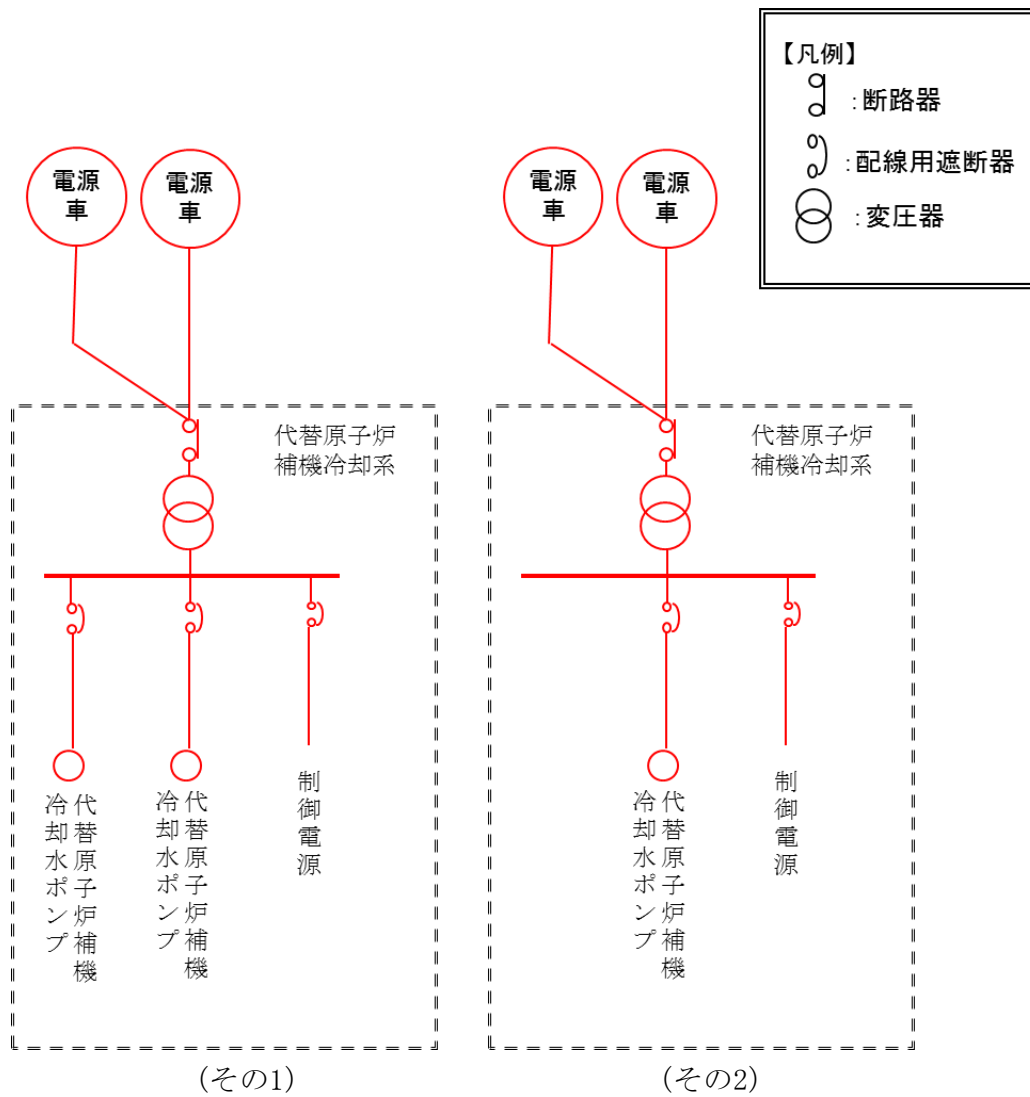 【凡例】
:断路器
:配線用遮断器
:変圧器
電源
車
電源
車
代替原子炉
補機冷却系
代替原子炉補機
冷却水ポンプ
代替原子炉補機
冷却水ポンプ
制御電源
(その1)
電源
車
電源
車
代替原子炉
補機冷却系
代替原子炉補機
冷却水ポンプ
制御電源
(その2)